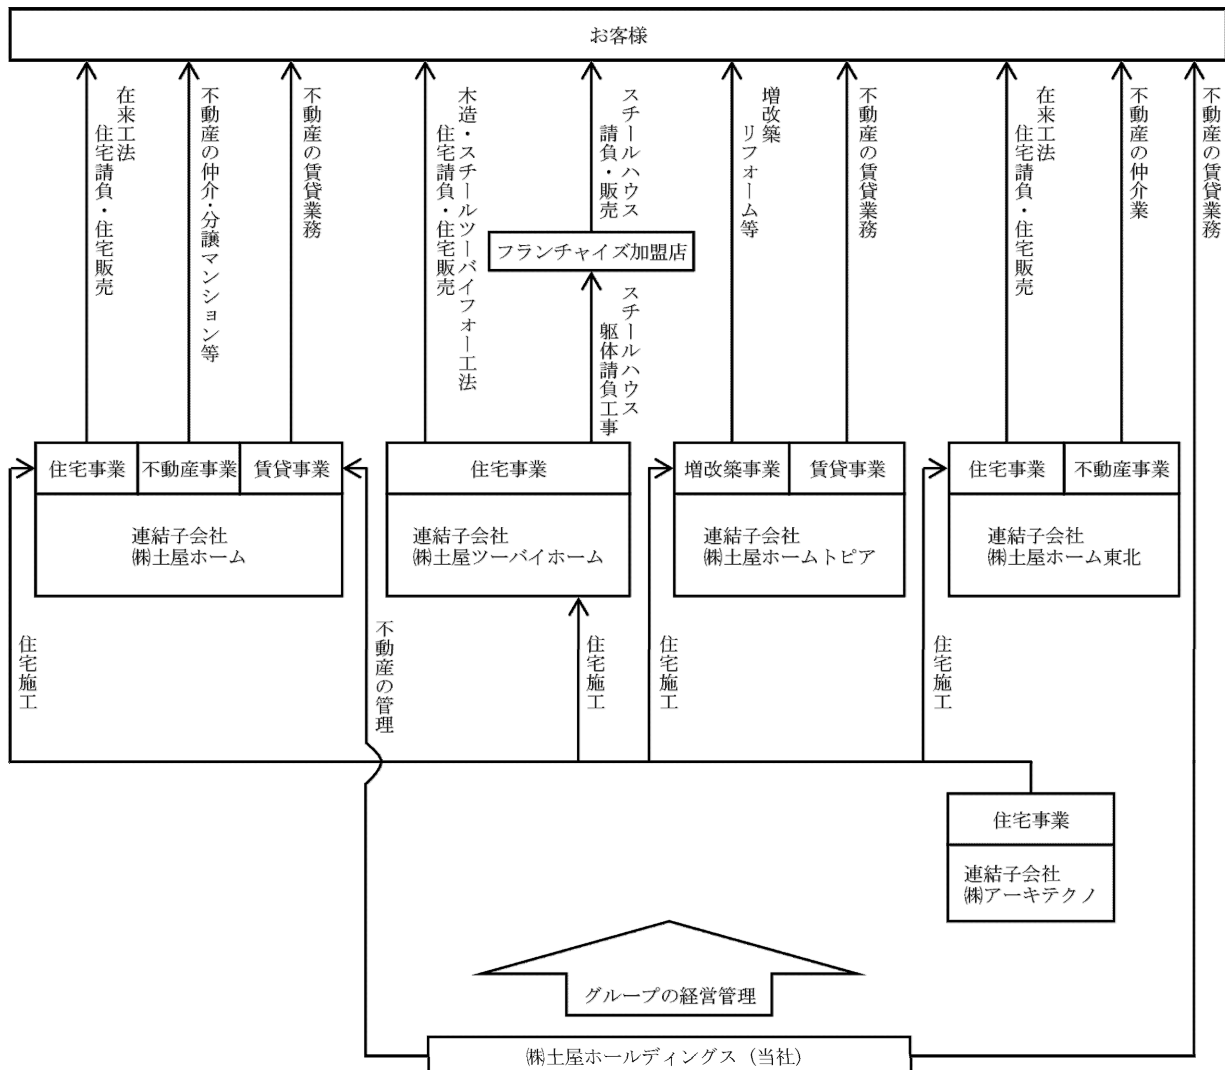 お客様
在来工法
住宅請負・住宅販売
不動産の仲介・分譲マンション等
不動産の賃貸業務
木造・スチールツーバイフォー工法
住宅請負・住宅販売
スチールハウス
請負・販売
増改築
リフォーム等
不動産の賃貸業務
在来工法
住宅請負・住宅販売
不動産の仲介業
不動産の賃貸業務
フランチャイズ加盟店
スチールハウス
躯体請負工事
住宅事業
不動産事業
賃貸事業
連結子会社
㈱土屋ホーム
住宅事業
連結子会社
㈱土屋ツーバイホーム
増改築事業
賃貸事業
連結子会社
㈱土屋ホームトピア
住宅事業
不動産事業
連結子会社
㈱土屋ホーム東北
住宅施工
不動産の管理
住宅施工
住宅施工
住宅施工
住宅事業
連結子会社
㈱アーキテクノ
グループの経営管理
㈱土屋ホールディングス（当社）